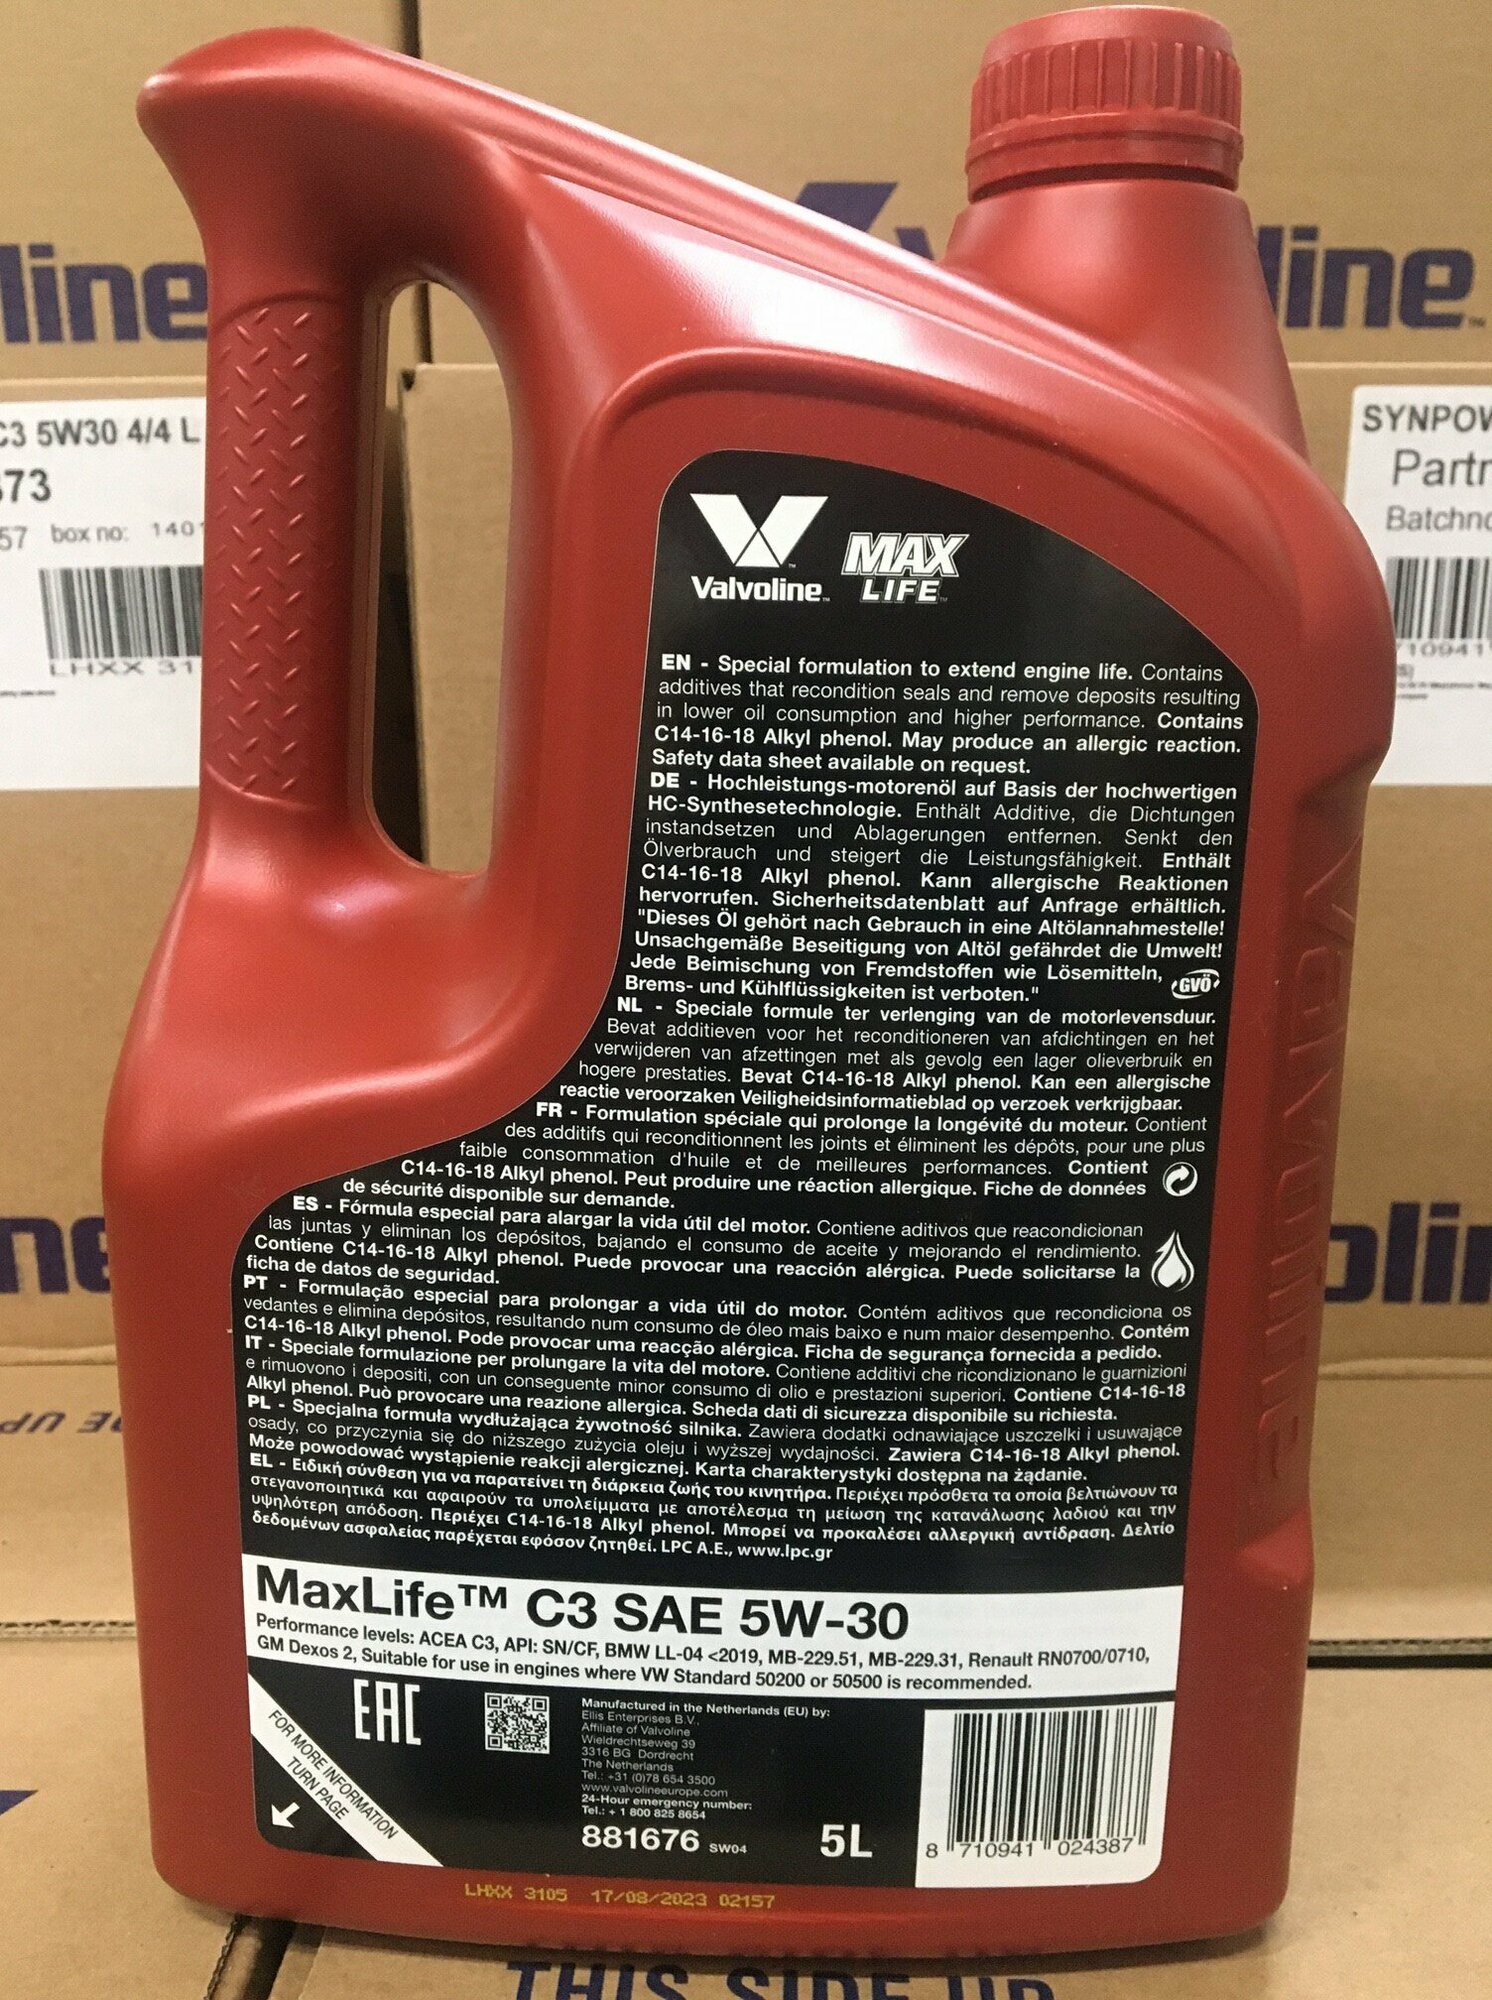 Valvoline™
MAX
LIFE™
EN - Special formulation to extend engine life. Contains
additives that recondition seals and remove deposits resulting
in lower oil consumption and higher performance. Contains
C14-16-18 Alkyl phenol. May produce an allergic reaction.
Safety data sheet available on request.
DE - Hochleistungs-motorenöl auf Basis der hochwertigen
HC-Synthesetechnologie. Enthält Additive, die Dichtungen
instandsetzen und Ablagerungen entfernen. Senkt den
Ölverbrauch und steigert die Leistungsfähigkeit. Enthält
C14-16-18 Alkyl phenol. Kann allergische Reaktionen
hervorrufen. Sicherheitsdatenblatt auf Anfrage erhältlich.
"Dieses Öl gehört nach Gebrauch in eine Altölannahmestelle!
Unsachgemäße Beseitigung von Altöl gefährdet die Umwelt!
Jede Beimischung von Fremdstoffen wie Lösemitteln,
Brems- und Kühlflüssigkeiten ist verboten."
GVÖ
NL - Speciale formule ter verlenging van de motorlevensduur.
Bevat additieven voor het reconditioneren van afdichtingen en het
verwijderen van afzettingen met als gevolg een lager olieverbruik en
hogere prestaties. Bevat C14-16-18 Alkyl phenol. Kan een allergische
reactie veroorzaken Veiligheidsinformatieblad op verzoek verkrijgbaar.
FR - Formulation spéciale qui prolonge la longévité du moteur. Contient
des additifs qui reconditionnent les joints et éliminent les dépôts, pour une plus
faible consommation d'huile et de meilleures performances. Contient
C14-16-18 Alkyl phenol. Peut produire une réaction allergique. Fiche de données
de sécurité disponible sur demande.
ES - Fórmula especial para alargar la vida útil del motor. Contiene aditivos que reacondicionan
las juntas y eliminan los depósitos, bajando el consumo de aceite y mejorando el rendimiento.
Contiene C14-16-18 Alkyl phenol. Puede provocar una reacción alérgica. Puede solicitarse la
ficha de datos de seguridad.
PT - Formulação especial para prolongar a vida útil do motor. Contém aditivos que recondiciona os
vedantes e elimina depósitos, resultando num consumo de óleo mais baixo e num maior desempenho. Contém
C14-16-18 Alkyl phenol. Pode provocar uma reacção alérgica. Ficha de segurança fornecida a pedido.
IT - Speciale formulazione per prolungare la vita del motore. Contiene additivi che ricondizionano le guarnizioni
e rimuovono i depositi, con un conseguente minor consumo di olio e prestazioni superiori. Contiene C14-16-18
Alkyl phenol. Può provocare una reazione allergica. Scheda dati di sicurezza disponibile su richiesta.
PL - Specjalna formuła wydłużająca żywotność silnika. Zawiera dodatki odnawiające uszczelki i usuwające
osady, co przyczynia się do niższego zużycia oleju i wyższej wydajności. Zawiera C14-16-18 Alkyl phenol.
Może powodować wystąpienie reakcji alergicznej. Karta charakterystyki dostępna na żądanie.
EL - Ειδική σύνθεση για να παρατείνει τη διάρκεια ζωής του κινητήρα. Περιέχει πρόσθετα τα οποία βελτιώνουν τα
στεγανοποιητικά και αφαιρούν τα υπολείμματα με αποτέλεσμα τη μείωση της κατανάλωσης λαδιού και την
υψηλότερη απόδοση. Περιέχει C14-16-18 Alkyl phenol. Μπορεί να προκαλέσει αλλεργική αντίδραση. Δελτίο
δεδομένων ασφαλείας παρέχεται εφόσον ζητηθεί. LPC A.E., www.lpc.gr
MaxLife™ C3 SAE 5W-30
Performance levels: ACEA C3, API: SN/CF, BMW LL-04 <2019, MB-229.51, MB-229.31, Renault RN0700/0710,
GM Dexos 2, Suitable for use in engines where VW Standard 50200 or 50500 is recommended.
FOR MORE INFORMATION
TURN PAGE
EAC
Manufactured in the Netherlands (EU) by:
Ellis Enterprises B.V.,
Affiliate of Valvoline
Wieldrechtseweg 39
3316 BG Dordrecht
The Netherlands
Tel.: +31 (0)78 654 3500
www.valvolineeurope.com
24-Hour emergency number:
Tel.: + 1 800 825 8654
881676 SW04
5L
8 710941 024387
LHXX 3105 17/08/2023 02157
Valvoline
line
line™
C3 5W30 4/4 L
373
57 box no: 1401
LHXX 31
SYNPOW
Partn
Batchno
710941
ne
olin
THIS SIDE UP